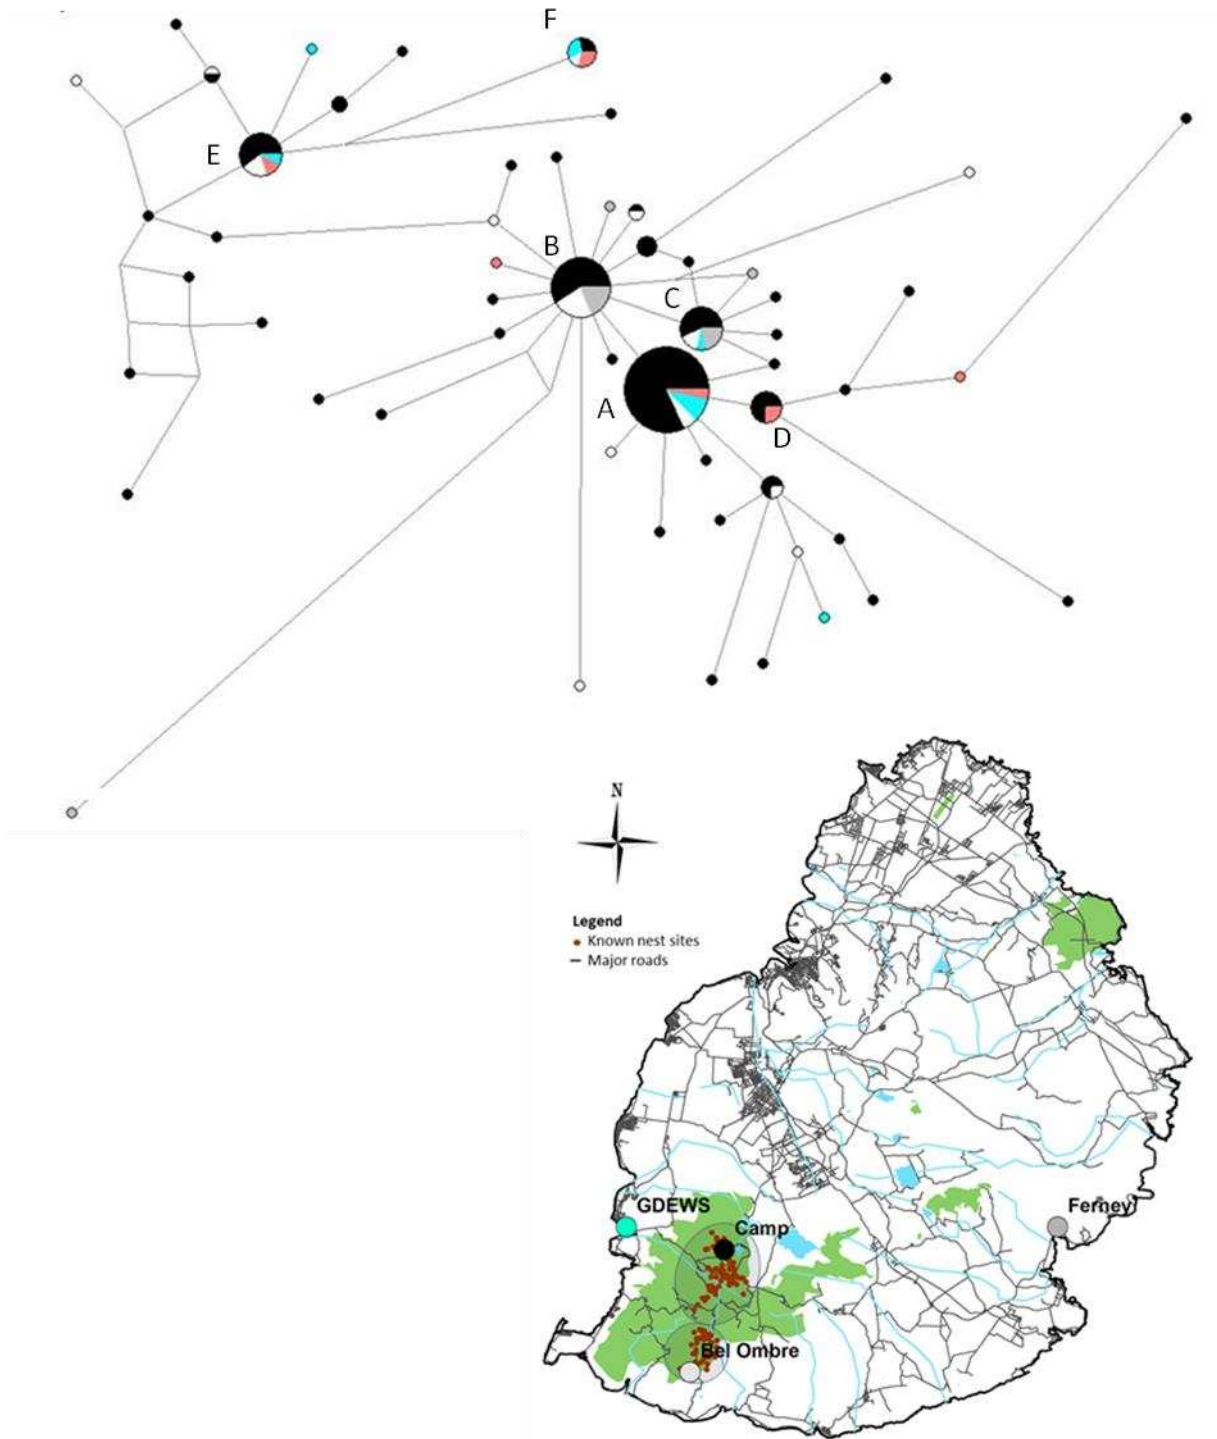 F
E
B
C
A
D
N
Legend
Known nest sites
Major roads
GDEWS
Ferney
Camp
Bel Ombre